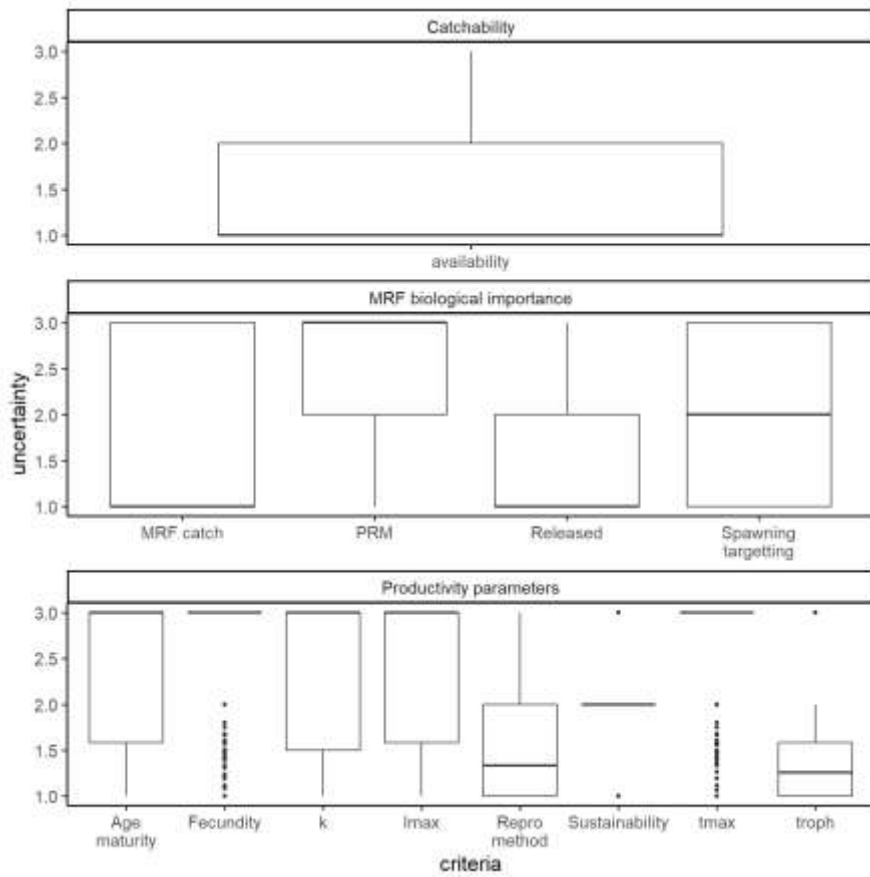 Catchability
3.0
2.5
2.0
1.5
1.0
availability
MRF biological importance
uncertainty
3.0
2.5
2.0
1.5
1.0
MRF catch PRM Released Spawning
targetting
Productivity parameters
3.0
2.5
2.0
1.5
1.0
Age Fecundity k lmax Repro Sustainability tmax troph
maturity method
criteria